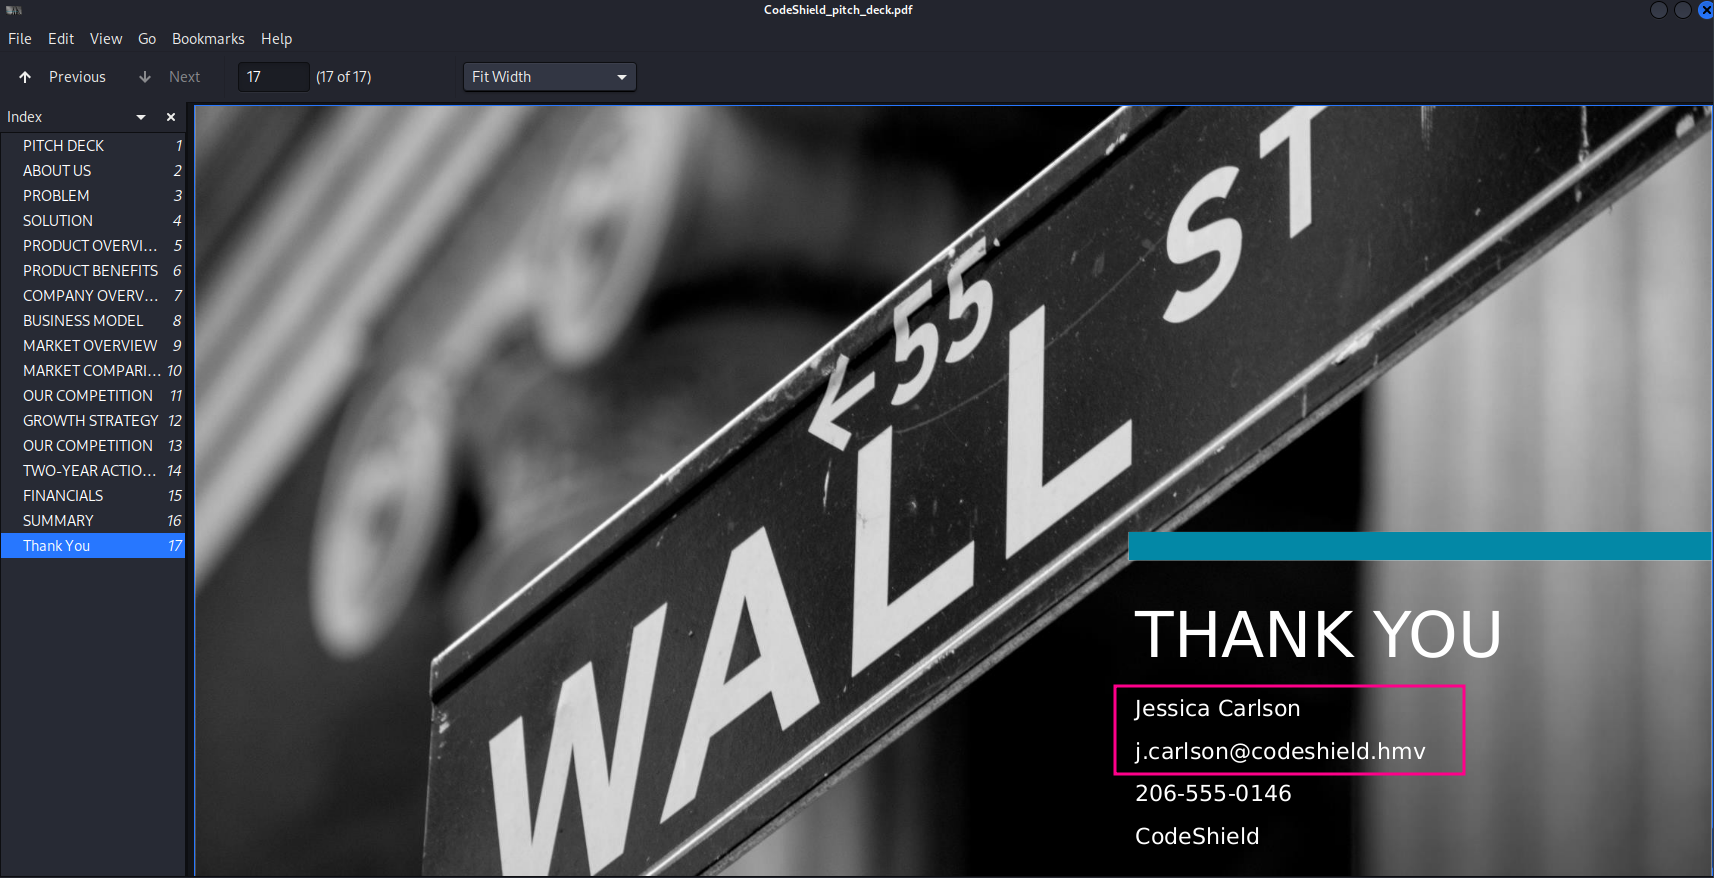 CodeShield_pitch_deck.pdf
File Edit View Go Bookmarks Help
Previous Next 17 (17 of 17) Fit Width
Index
PITCH DECK 1
ABOUT US 2
PROBLEM 3
SOLUTION 4
PRODUCT OVERVI... 5
PRODUCT BENEFITS 6
COMPANY OVERV... 7
BUSINESS MODEL 8
MARKET OVERVIEW 9
MARKET COMPARI... 10
OUR COMPETITION 11
GROWTH STRATEGY 12
OUR COMPETITION 13
TWO-YEAR ACTIO... 14
FINANCIALS 15
SUMMARY 16
Thank You 17
←55
WALL ST
THANK YOU
Jessica Carlson
j.carlson@codeshield.hmv
206-555-0146
CodeShield